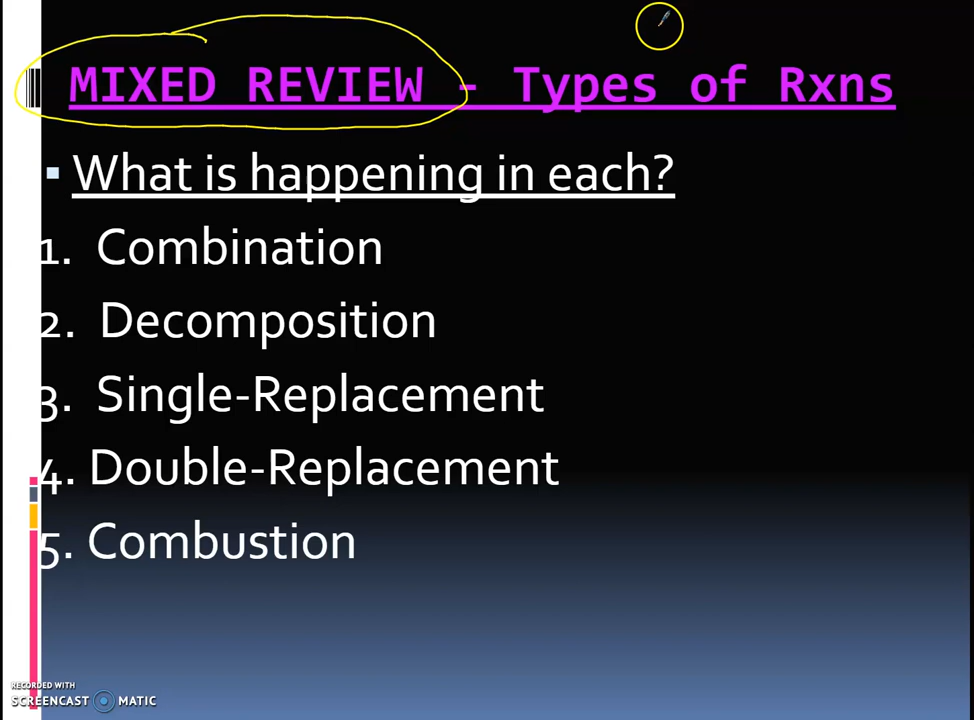 MIXED REVIEW - Types of Rxns
▪ What is happening in each?
1. Combination
2. Decomposition
3. Single-Replacement
4. Double-Replacement
5. Combustion
RECORDED WITH
SCREENCAST MATIC